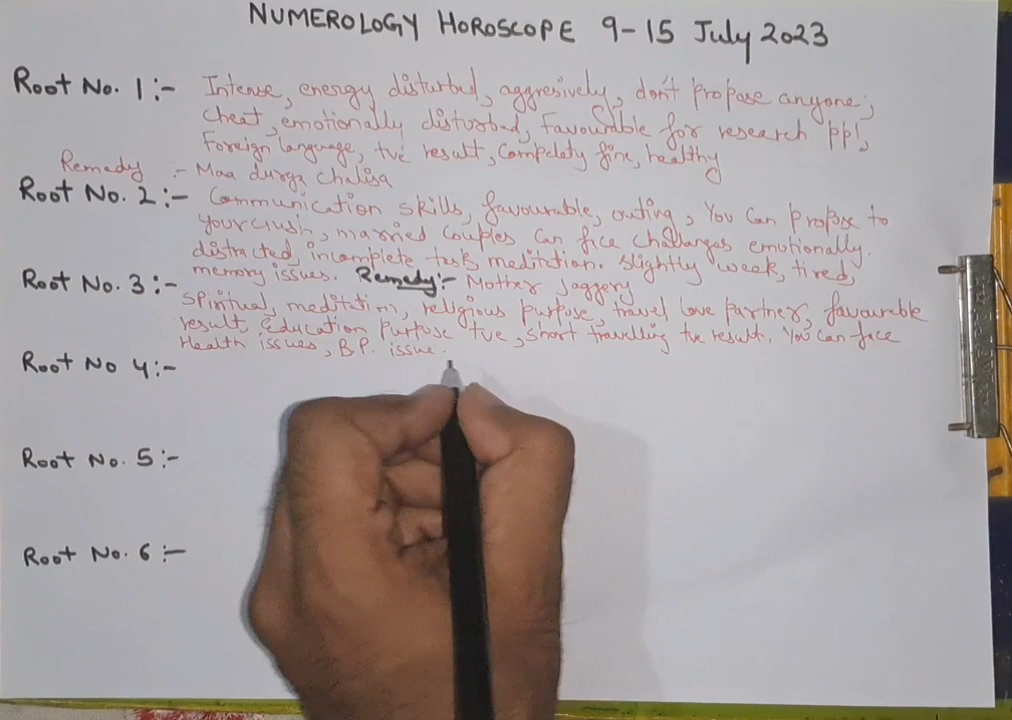 NUMEROLOGY HOROSCOPE 9-15 July 2023
Root No. 1:- Intense, energy disturbed, aggresively, don't propose anyone,
cheat, emotionally disturbed, Favourable for research ppl,
Foreign language, +ve result, Compelaty fine, healthy
Remedy :- Maa durga Chalisa
Root No. 2:- Communication skills, favourable, outing, You Can propose to
your crush, married couples Can fice challanges emotionally.
distracted, incomplete tasks meditation. slightly weak, tired,
memory issues. Remedy:- Mother Jaggery
Root No. 3:-
Spiritual, meditation, religious purpose, travel love partner, favourable
result, education purpose +ve, short travelling +ve result. You can face
Health issues, B.P. issue.
Root No 4:-
Root No. 5:-
Root No. 6:-